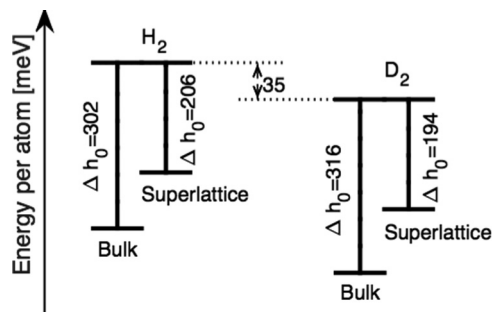 Energy per atom [meV]
H₂
Δ h₀=302
Δ h₀=206
Superlattice
Bulk
35
D₂
Δ h₀=316
Δ h₀=194
Superlattice
Bulk